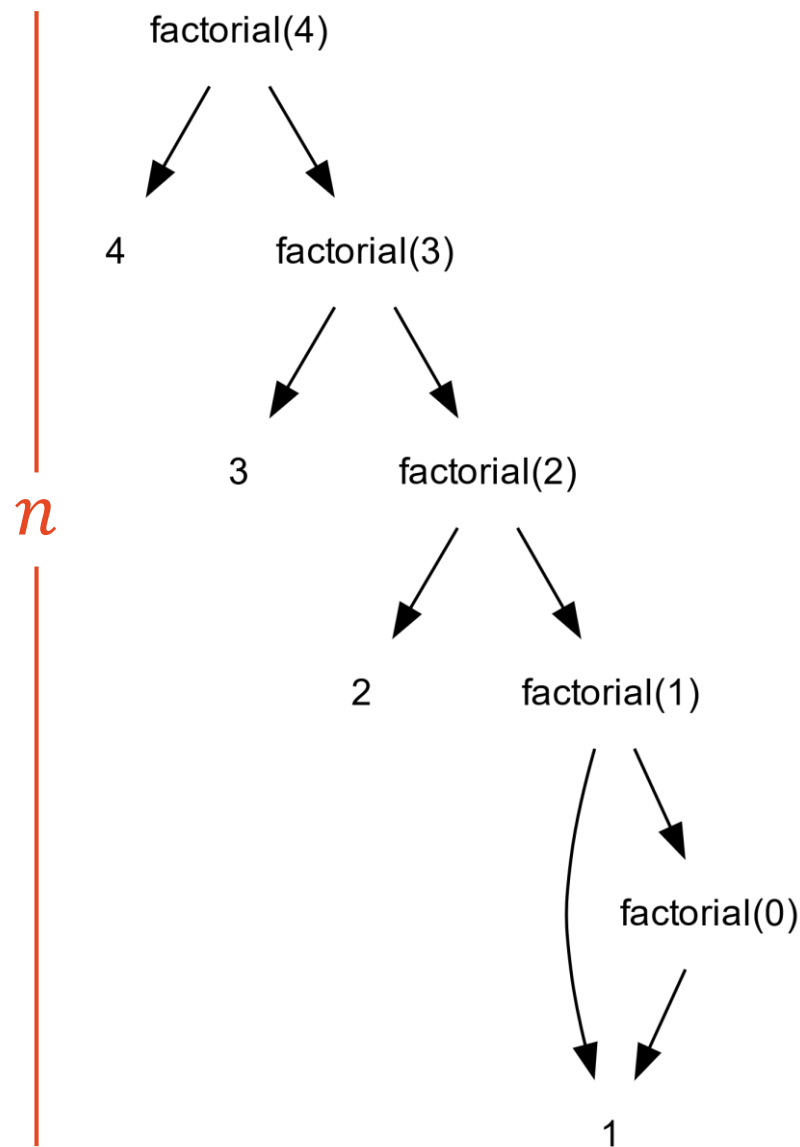 factorial(4)
4 factorial(3)
3 factorial(2)
n
2 factorial(1)
factorial(0)
1